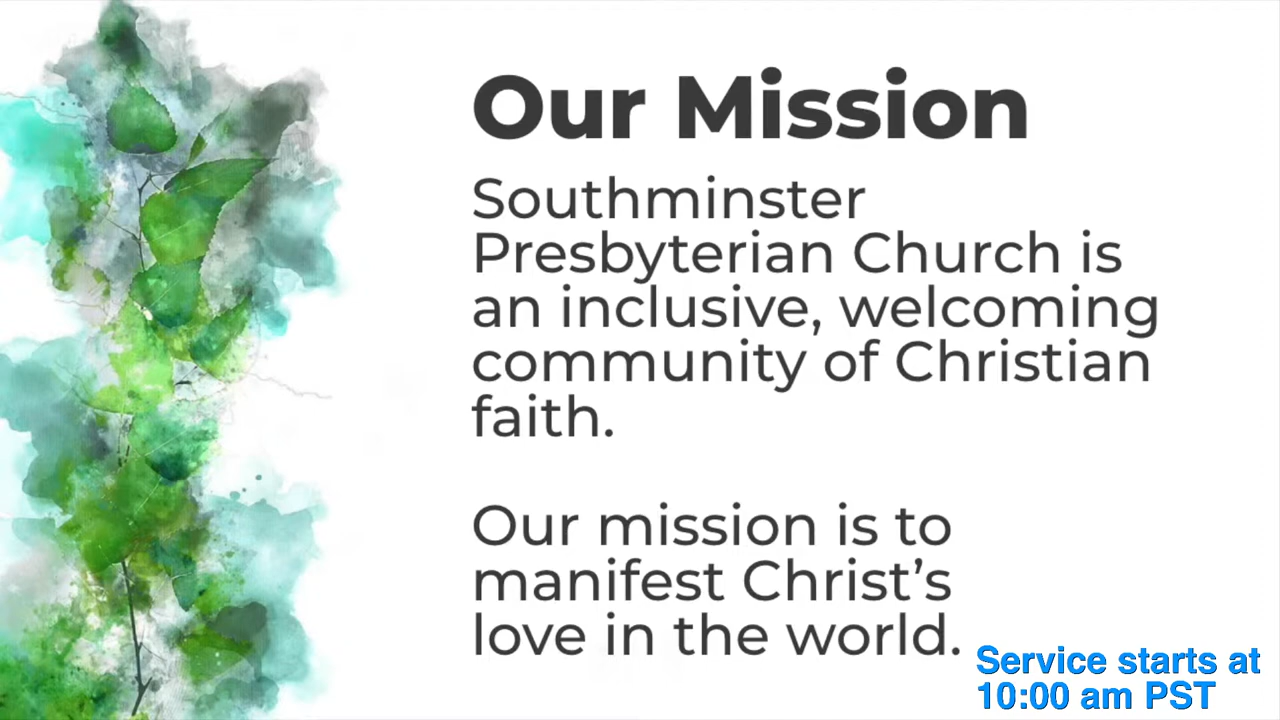 Our Mission
Southminster
Presbyterian Church is
an inclusive, welcoming
community of Christian
faith.
Our mission is to
manifest Christ’s
love in the world.
Service starts at
10:00 am PST